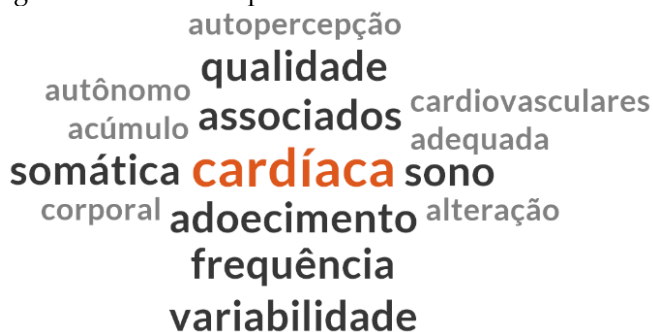 autopercepção
qualidade
autônomo associados cardiovasculares
acúmulo adequada
somática cardíaca sono
corporal adoecimento alteração
frequência
variabilidade